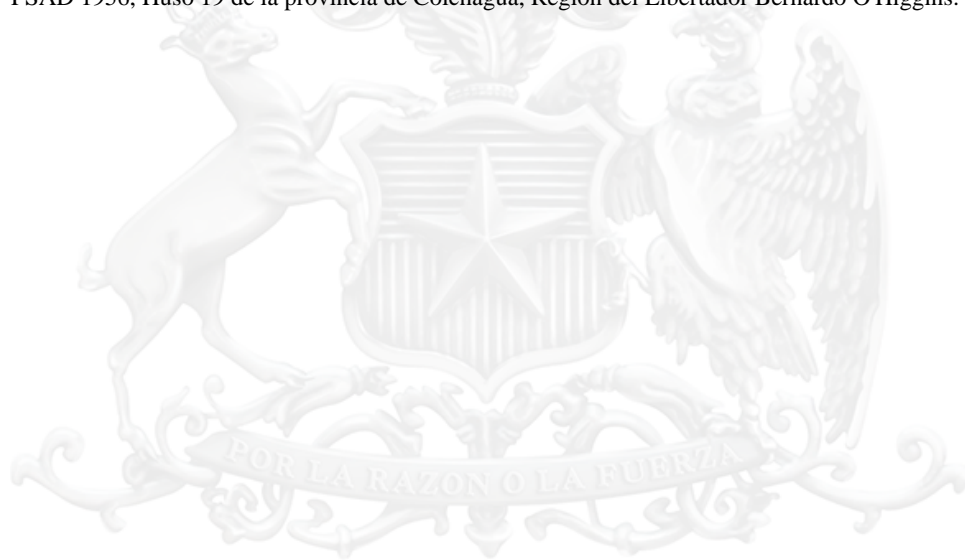 PSAD 1956, Huso 19 de la provincia de Colchagua, Región del Libertador Bernardo O'Higgins.
POR LA RAZON O LA FUERZA